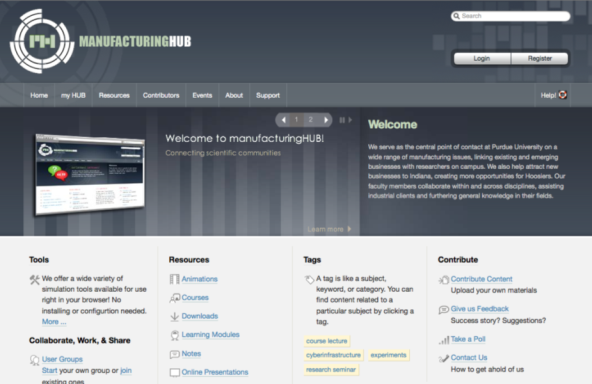 Search
MANUFACTURINGHUB
Login
Register
Home
my HUB
Resources
Contributors
Events
About
Support
Help!
1
2
Welcome to manufacturingHUB!
Connecting scientific communities
Learn more
Welcome
We serve as the central point of contact at Purdue University on a
wide range of manufacturing issues, linking existing and emerging
businesses with researchers on campus. We also help attract new
businesses to Indiana, creating more opportunities for Hoosiers. Our
faculty members collaborate within and across disciplines, assisting
industrial clients and furthering general knowledge in their fields.
Tools
We offer a wide variety of
simulation tools available for use
right in your browser! No
installing or configurtion needed.
More ...
Collaborate, Work, & Share
User Groups
Start your own group or join
existing ones
Resources
Animations
Courses
Downloads
Learning Modules
Notes
Online Presentations
Tags
A tag is like a subject,
keyword, or category. You can
find content related to a
particular subject by clicking a
tag.
course lecture
cyberinfrastructure
experiments
research seminar
Contribute
Contribute Content
Upload your own materials
Give us Feedback
Success story? Suggestions?
Take a Poll
Contact Us
How to get ahold of us